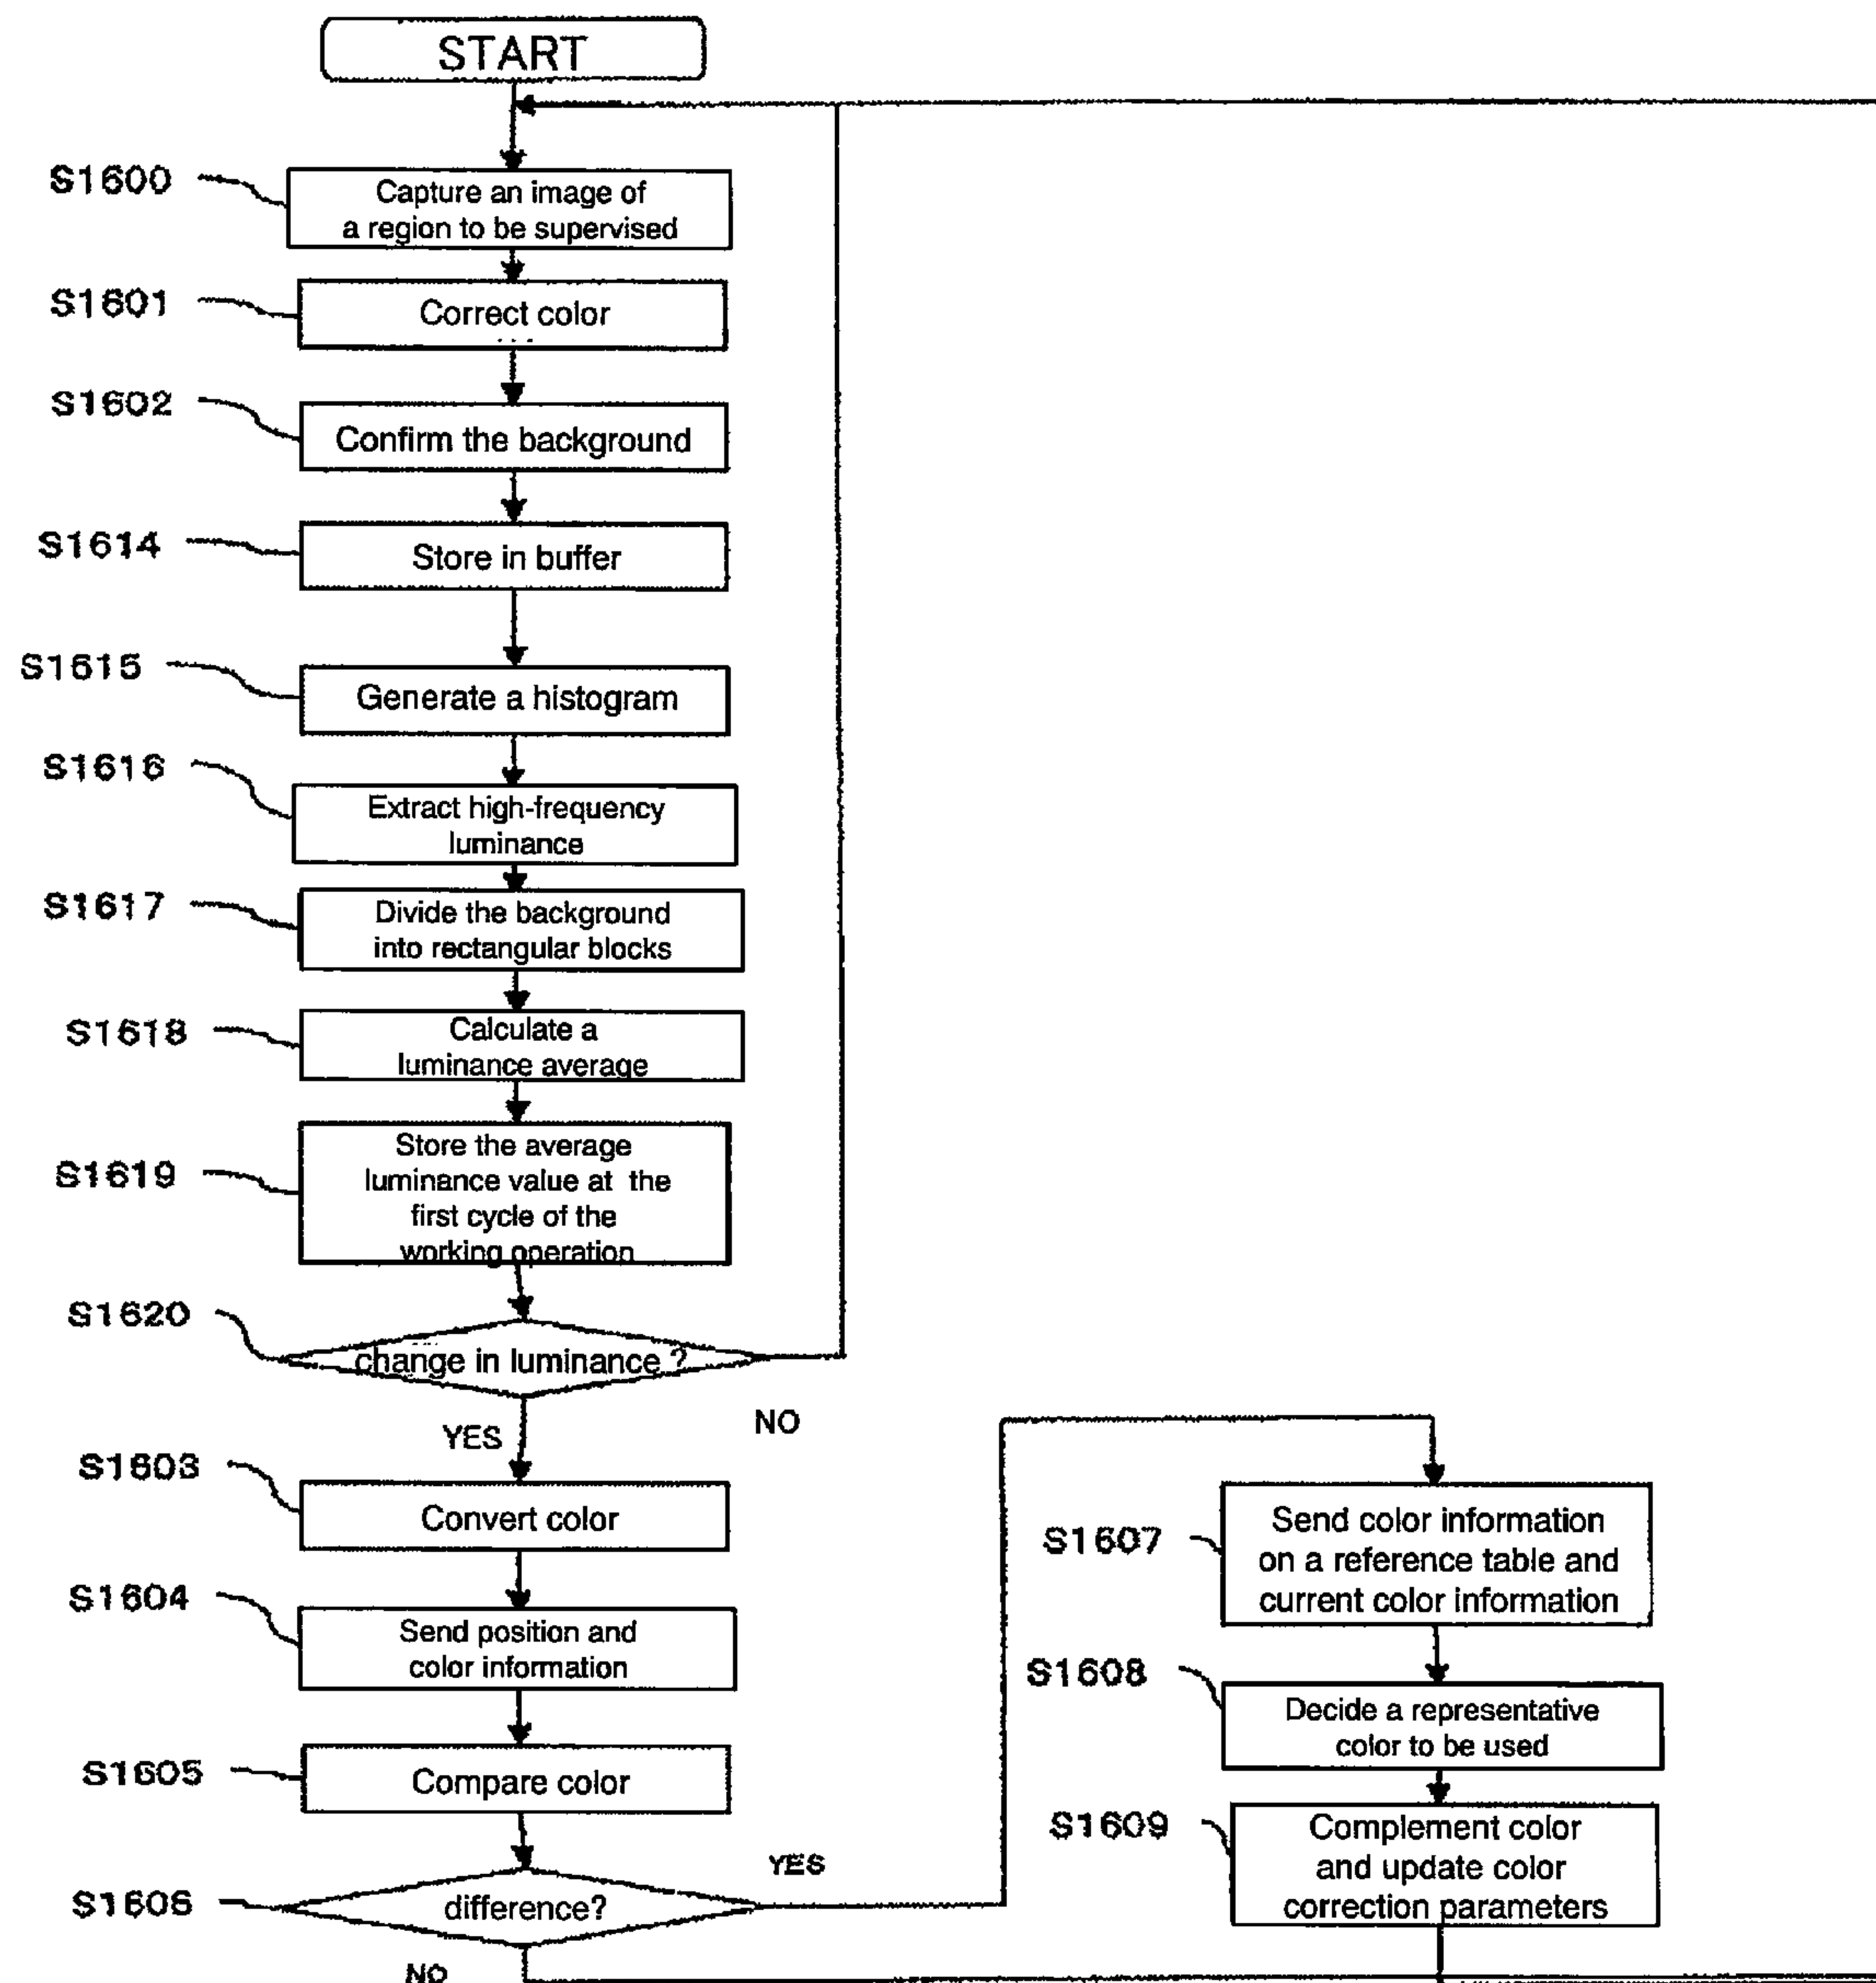 START
S1600
Capture an image of
a region to be supervised
S1601
Correct color
S1602
Confirm the background
S1614
Store in buffer
S1615
Generate a histogram
S1616
Extract high-frequency
luminance
S1617
Divide the background
into rectangular blocks
S1618
Calculate a
luminance average
S1619
Store the average
luminance value at the
first cycle of the
working operation
S1620
change in luminance ?
YES
NO
S1603
Convert color
S1604
Send position and
color information
S1605
Compare color
S1606
difference?
YES
NO
S1607
Send color information
on a reference table and
current color information
S1608
Decide a representative
color to be used
S1609
Complement color
and update color
correction parameters